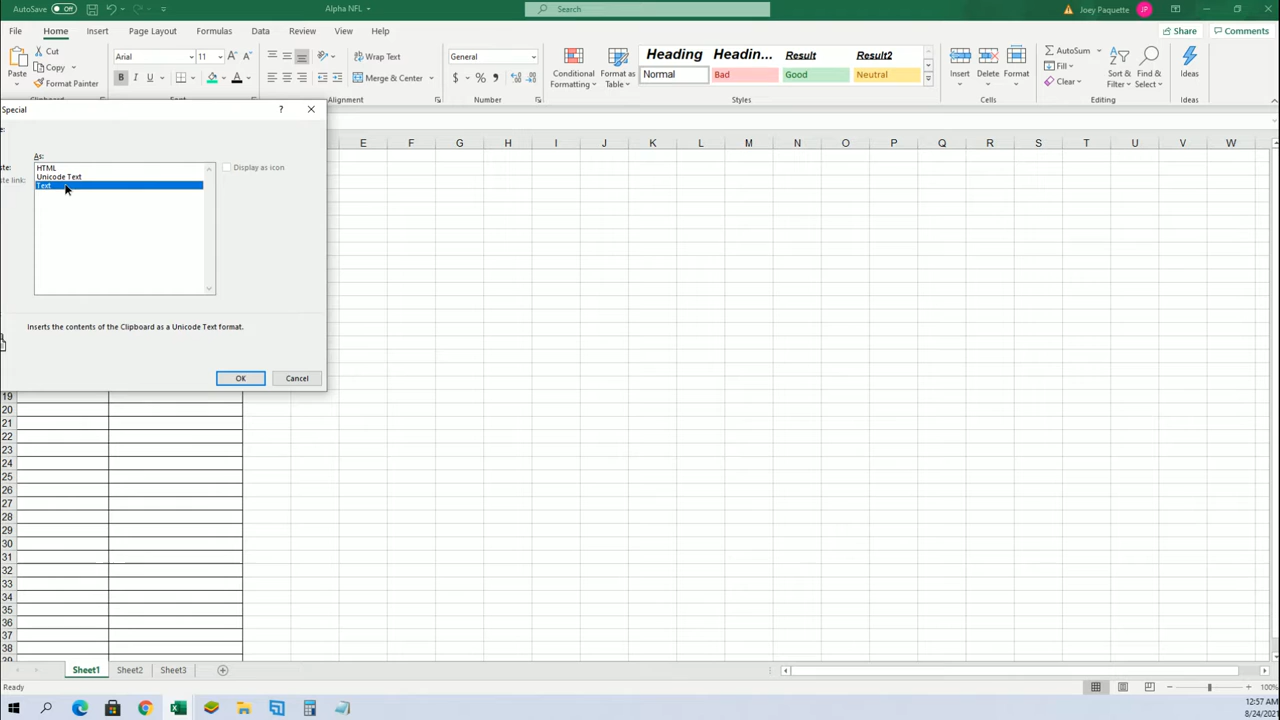 AutoSave Off Alpha NFL Search Joey Paquette JP
File Home Insert Page Layout Formulas Data Review View Help Share Comments
Cut
Copy
Format Painter
Paste
Arial 11
B I U
Wrap Text
Merge & Center
General
$ % ,
Conditional Formatting
Format as Table
Heading Headin... Result Result2
Normal Bad Good Neutral
Insert Delete Format
AutoSum
Fill
Clear
Sort & Filter
Find & Select
Ideas
Alignment Number Styles Cells Editing Ideas
Special ? 
As:
HTML
Unicode Text
Text
Display as icon
Inserts the contents of the Clipboard as a Unicode Text format.
OK Cancel
E F G H I J K L M N O P Q R S T U V W
19
20
21
22
23
24
25
26
27
28
29
30
31
32
33
34
35
36
37
38
39
Sheet1 Sheet2 Sheet3
Ready 100%
12:57 AM